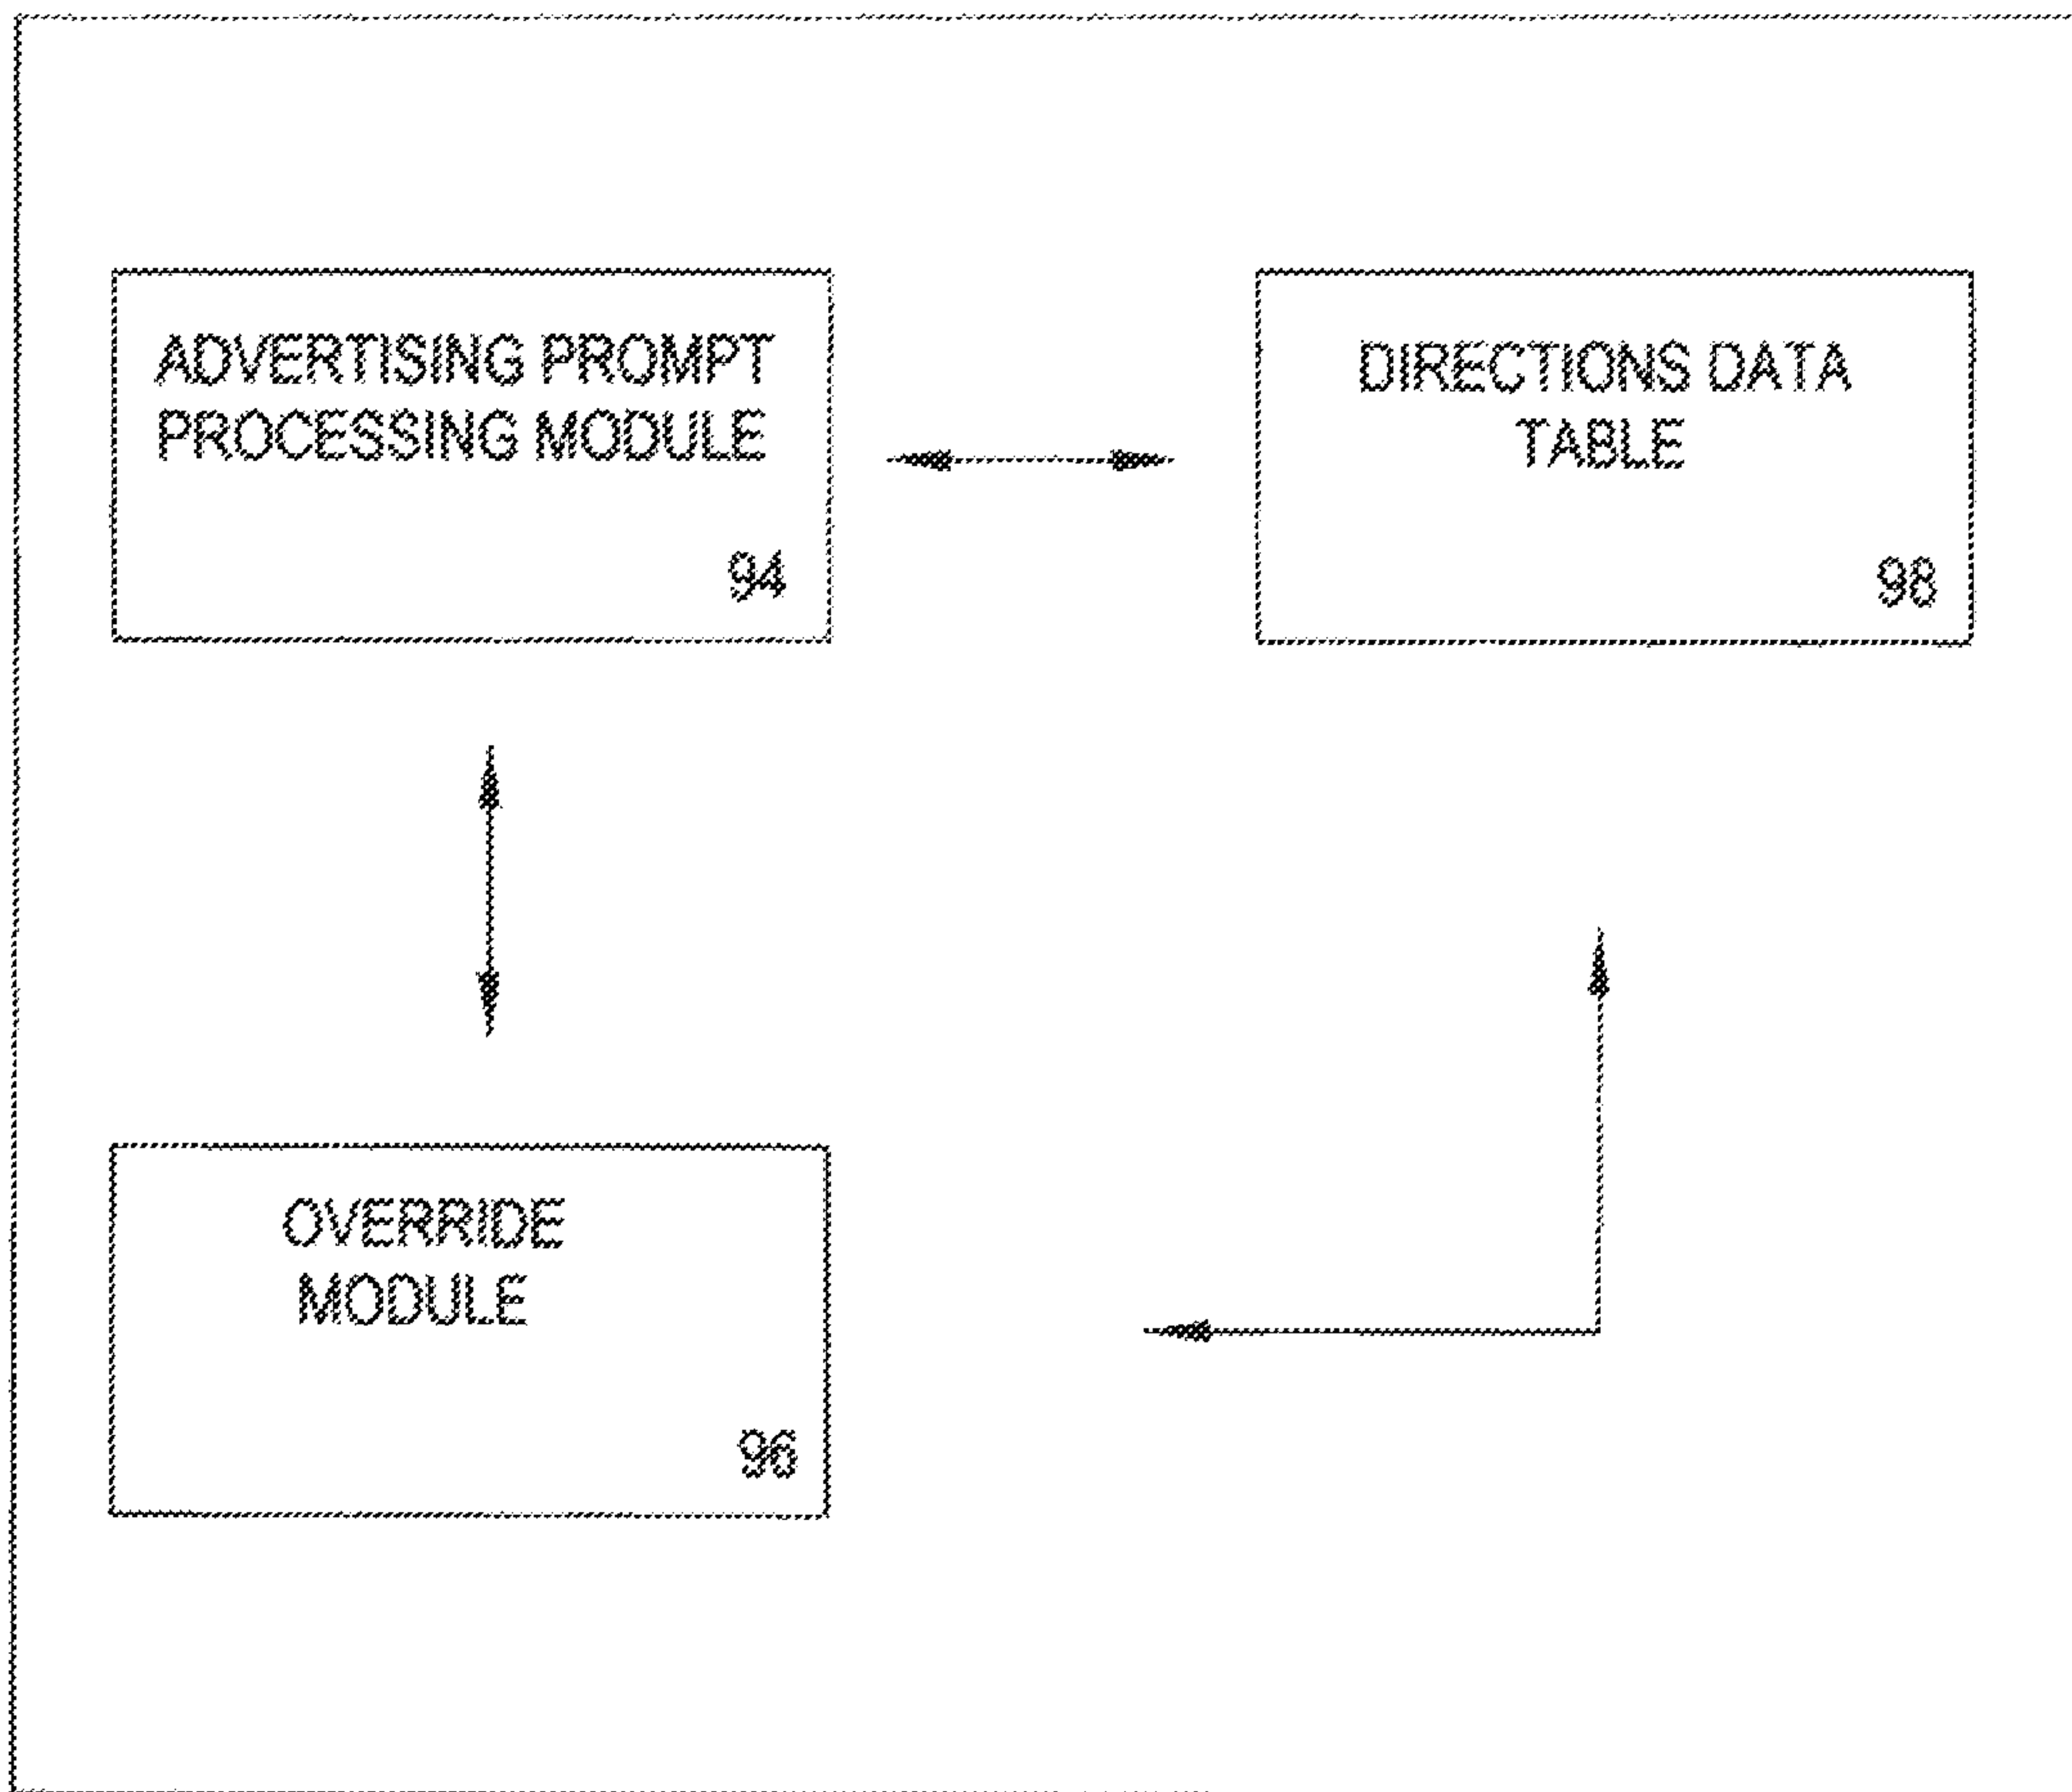 ADVERTISING PROMPT
PROCESSING MODULE
94
DIRECTIONS DATA
TABLE
98
OVERRIDE
MODULE
96